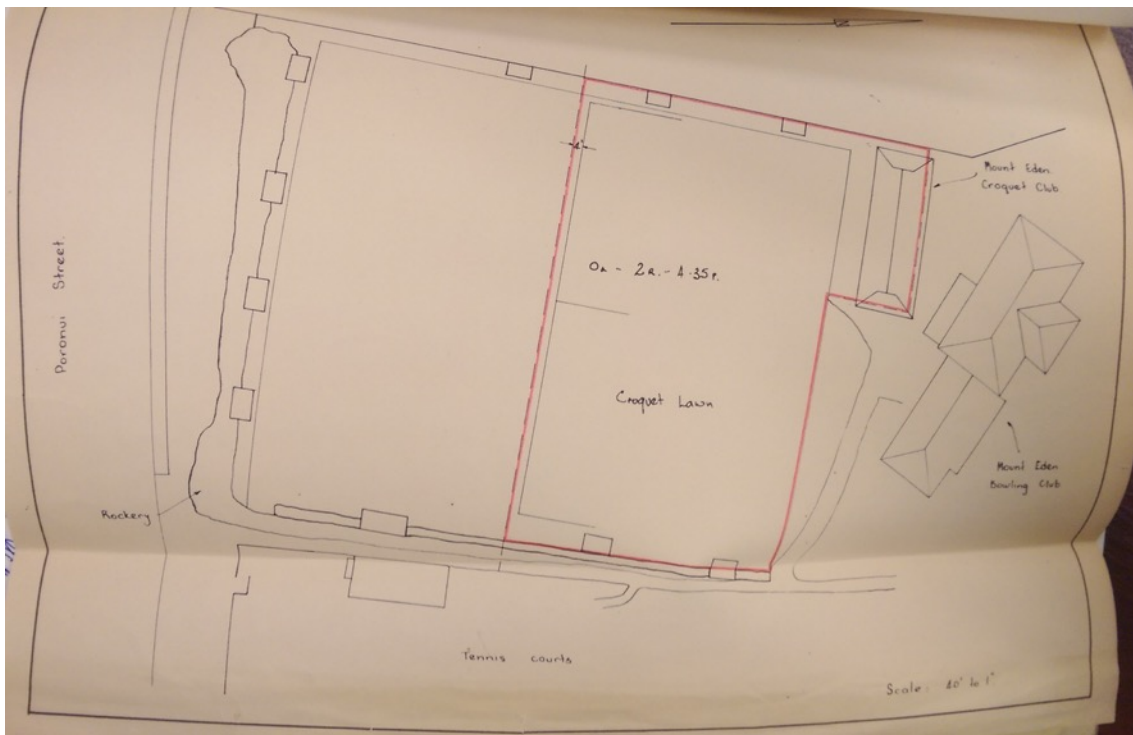 N
Mount Eden
Croquet Club
Poronui Street.
4'
0A - 2R. - 4.35P.
Croquet Lawn
Mount Eden
Bowling Club
Rockery
Tennis courts
Scale: 40' to 1"